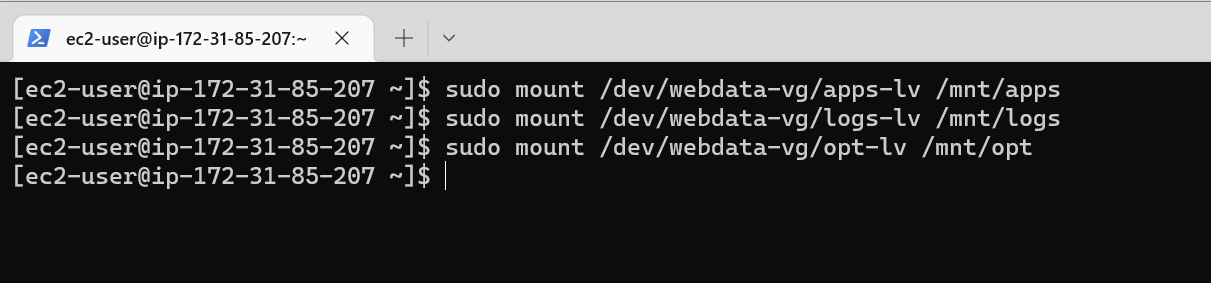 ec2-user@ip-172-31-85-207:~
[ec2-user@ip-172-31-85-207 ~]$ sudo mount /dev/webdata-vg/apps-lv /mnt/apps
[ec2-user@ip-172-31-85-207 ~]$ sudo mount /dev/webdata-vg/logs-lv /mnt/logs
[ec2-user@ip-172-31-85-207 ~]$ sudo mount /dev/webdata-vg/opt-lv /mnt/opt
[ec2-user@ip-172-31-85-207 ~]$